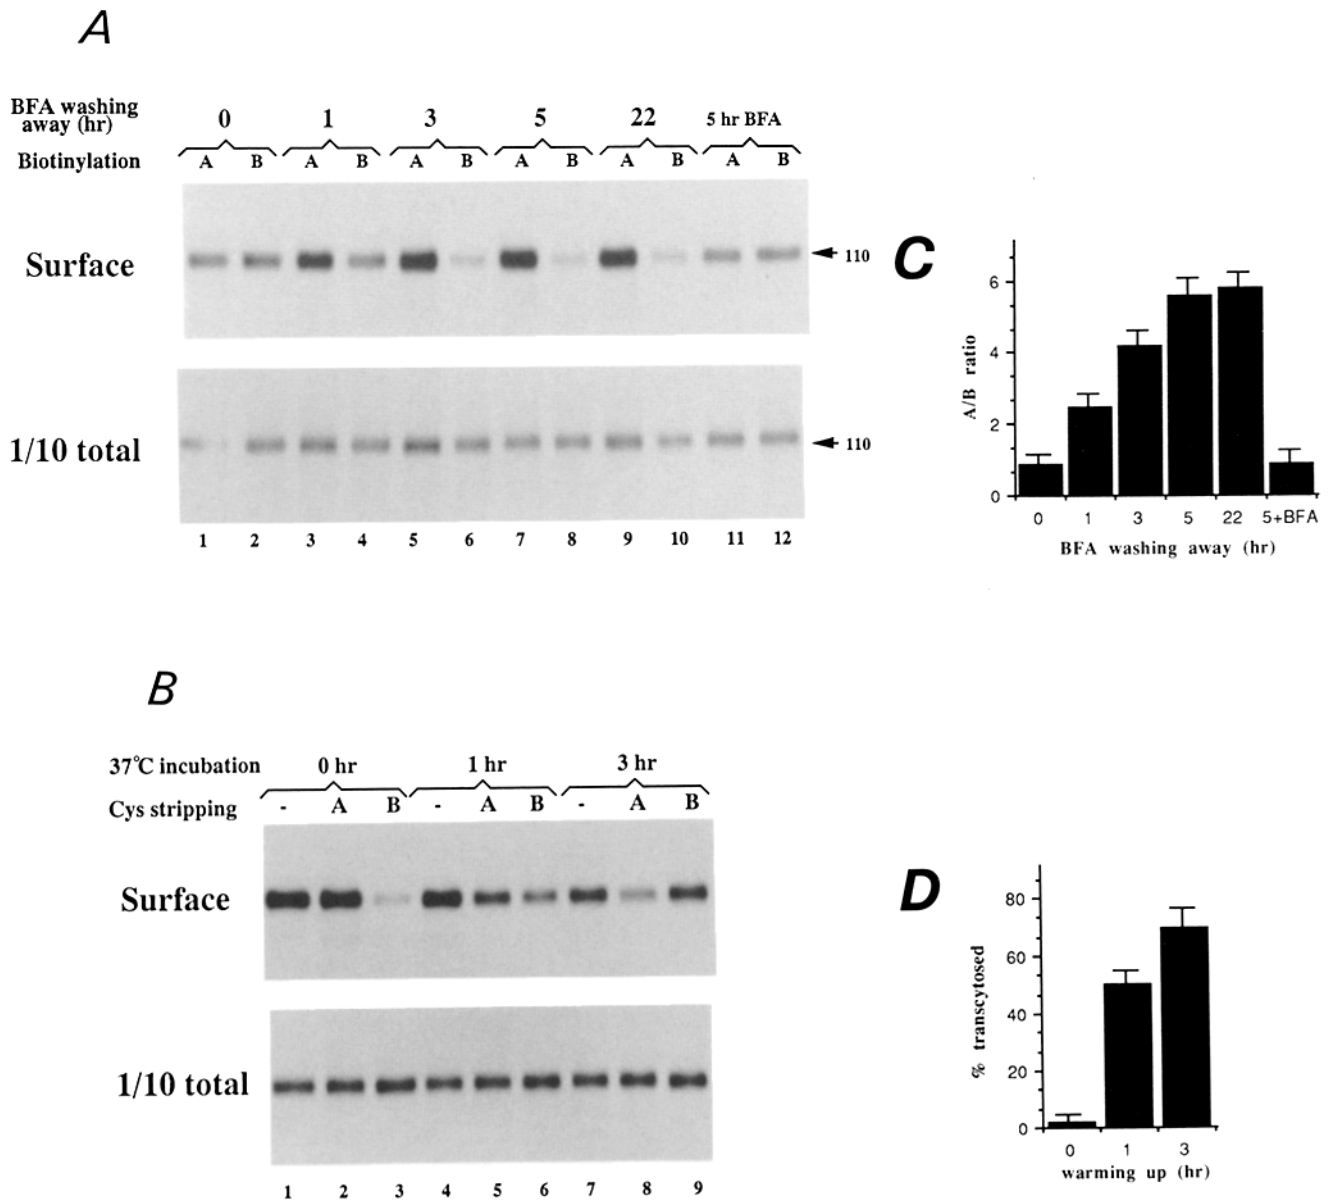 A
BFA washing away (hr) 0 1 3 5 22 5 hr BFA
Biotinylation A B A B A B A B A B A B
Surface
110
1/10 total
110
1 2 3 4 5 6 7 8 9 10 11 12
C
A/B ratio
6
4
2
0
0 1 3 5 22 5+BFA
BFA washing away (hr)
B
37°C incubation 0 hr 1 hr 3 hr
Cys stripping - A B - A B - A B
Surface
1/10 total
1 2 3 4 5 6 7 8 9
D
% transcytosed
80
60
40
20
0
0 1 3
warming up (hr)